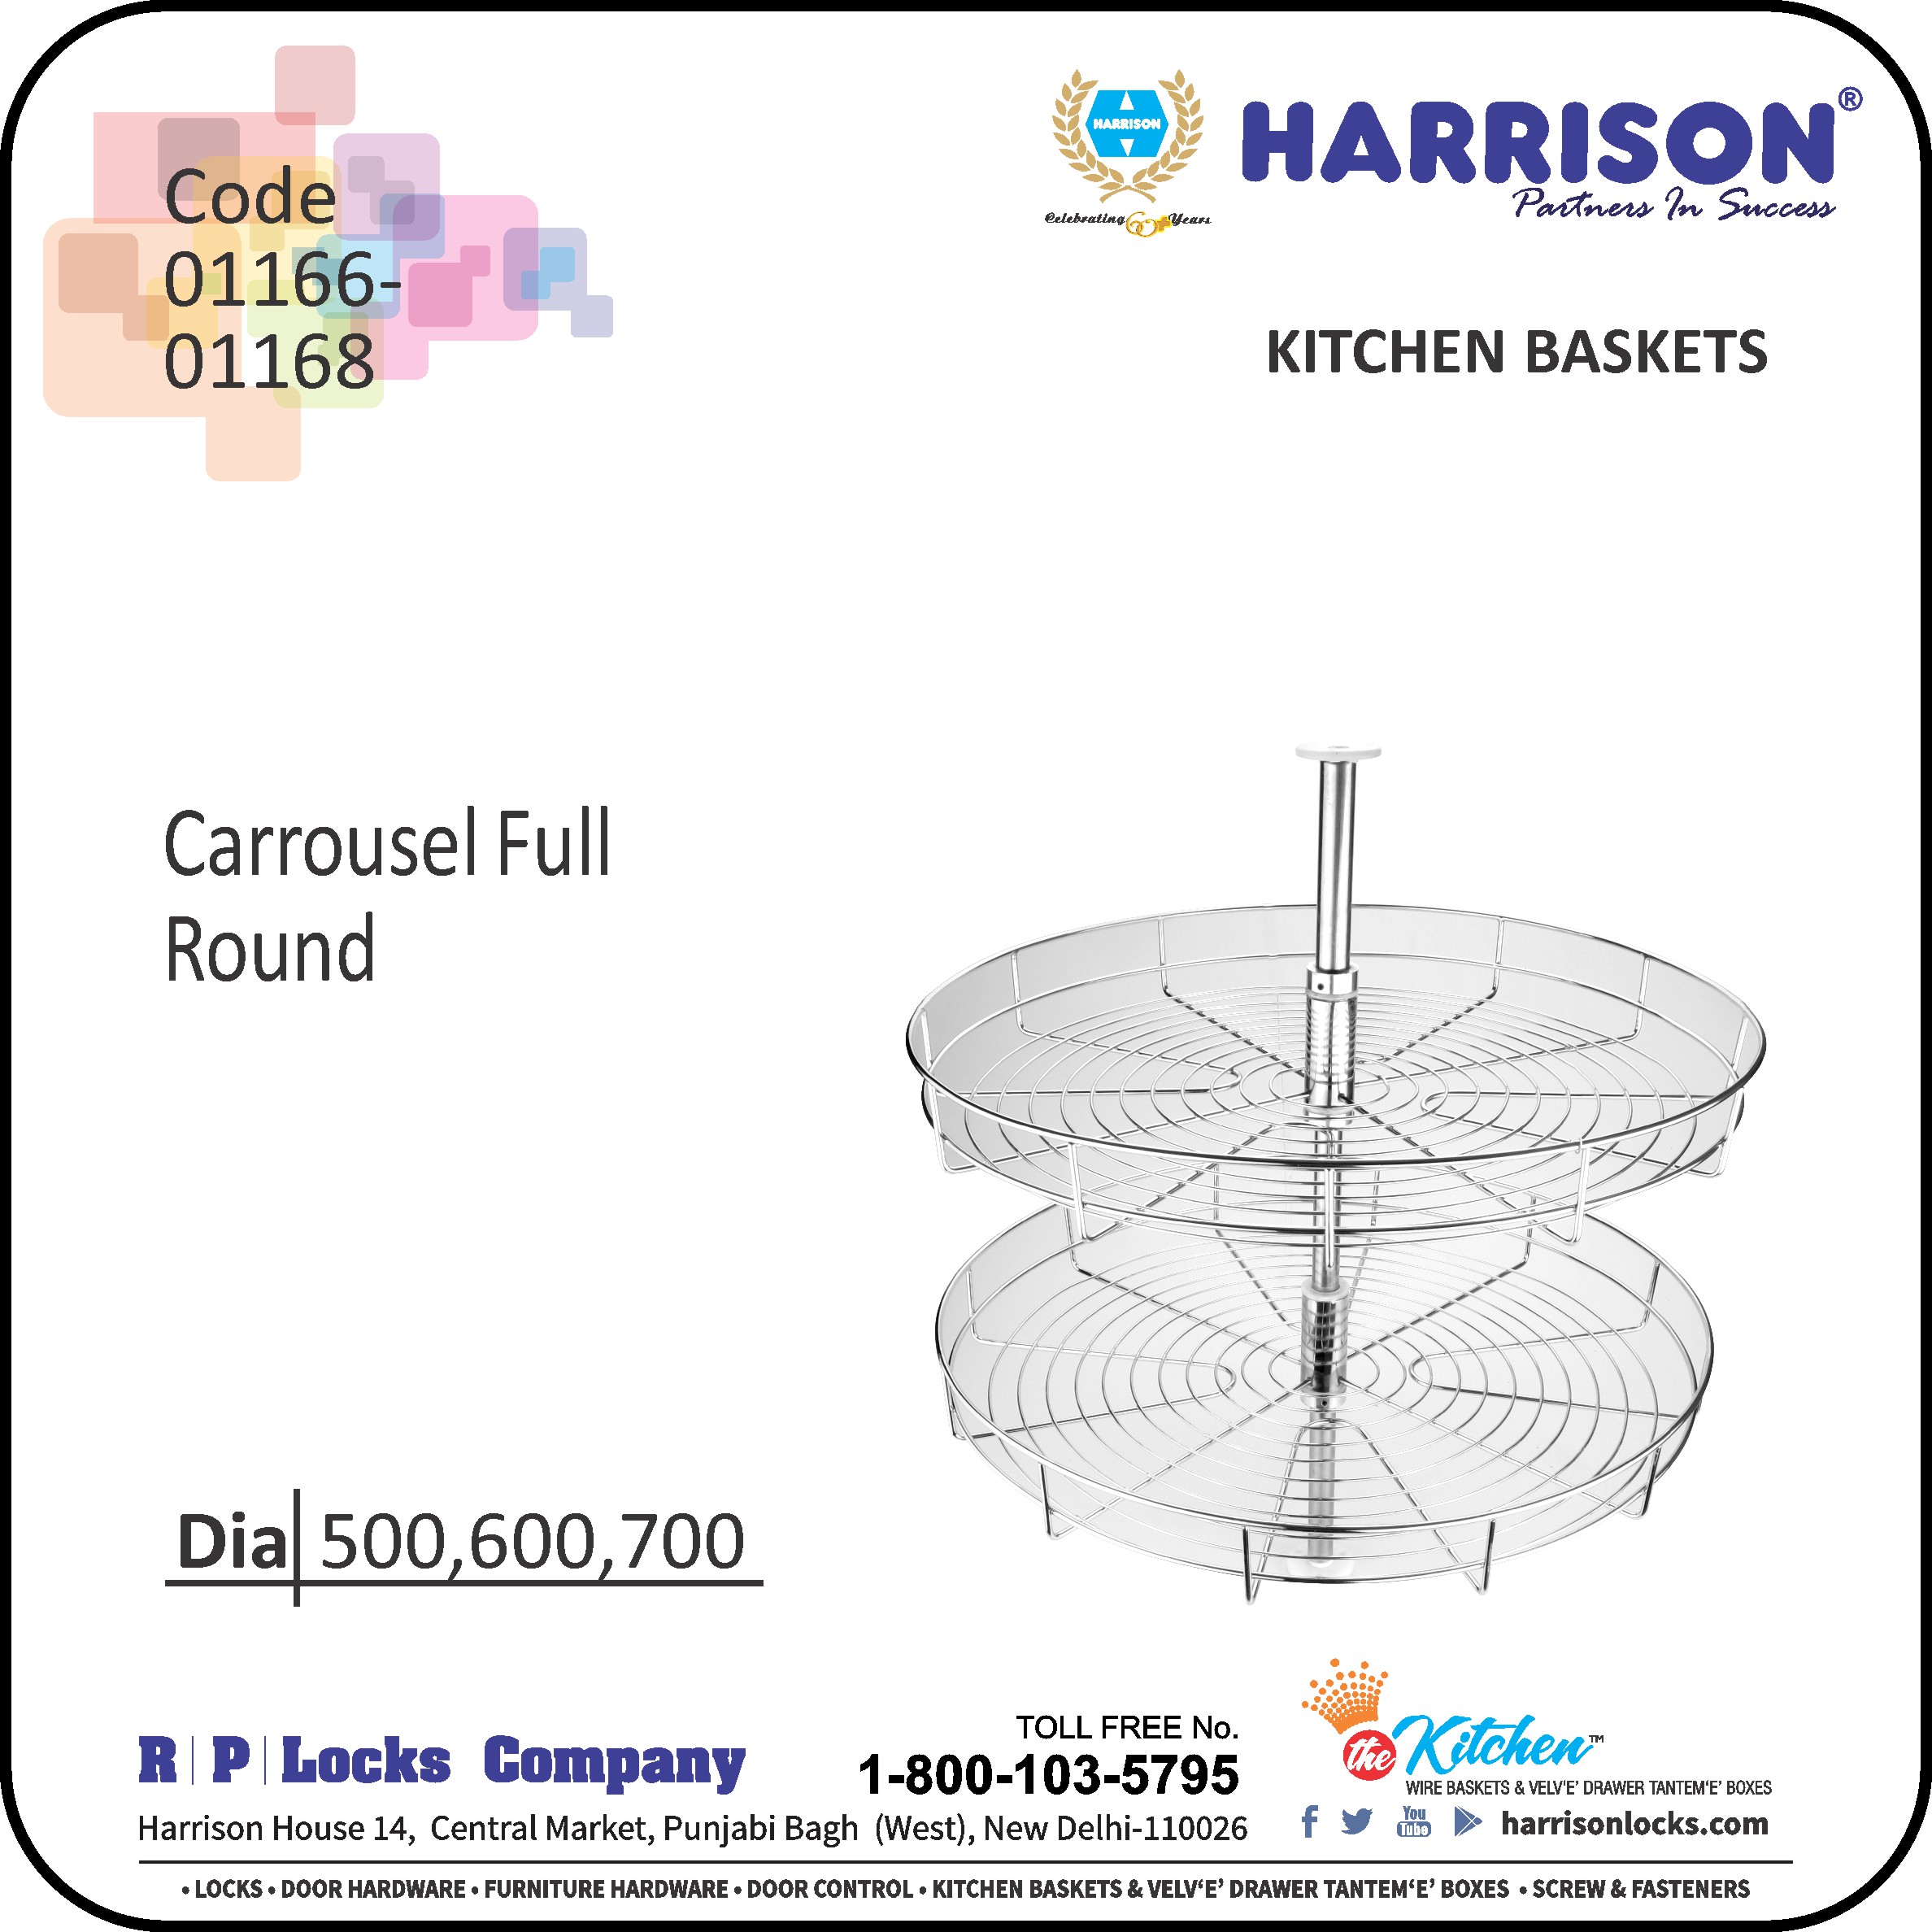 Code
01166-
01168
HARRISON
Celebrating 60+ Years
HARRISON®
Partners In Success
KITCHEN BASKETS
Carrousel Full
Round
Dia 500,600,700
R P Locks Company
Harrison House 14, Central Market, Punjabi Bagh (West), New Delhi-110026
TOLL FREE No.
1-800-103-5795
the Kitchen™
WIRE BASKETS & VELV'E' DRAWER TANTEM'E' BOXES
f You Tube harrisonlocks.com
• LOCKS • DOOR HARDWARE • FURNITURE HARDWARE • DOOR CONTROL • KITCHEN BASKETS & VELV‘E’ DRAWER TANTEM‘E’ BOXES • SCREW & FASTENERS